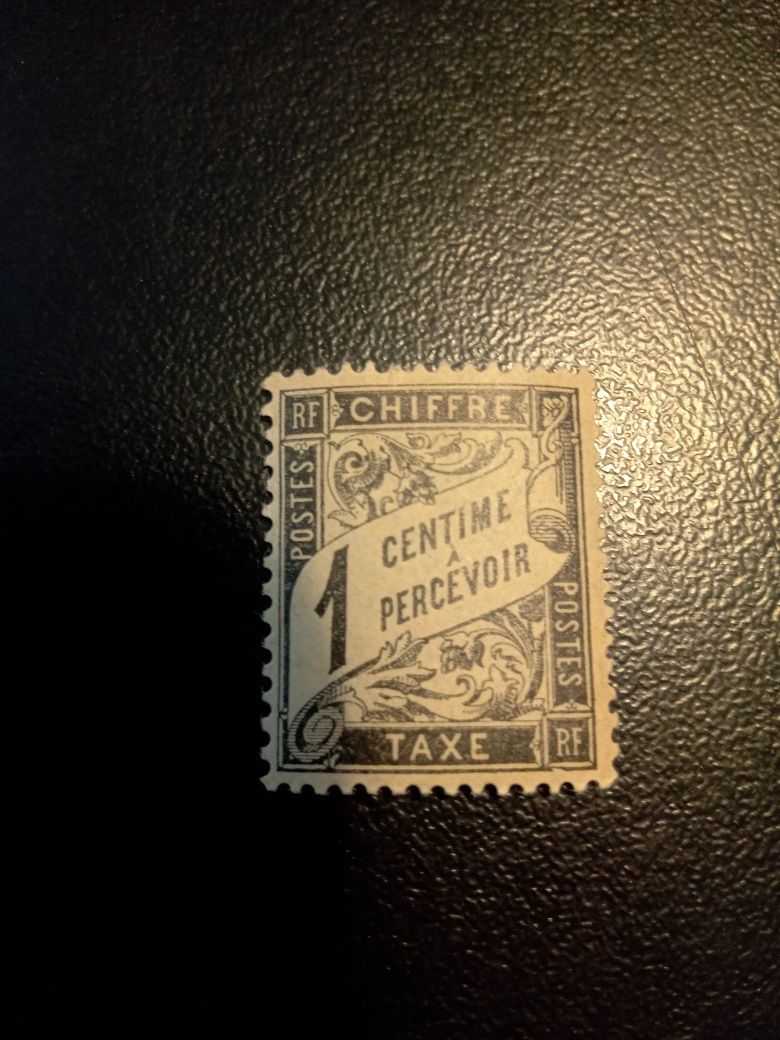 RF CHIFFRE
POSTES
1 CENTIME
À
PERCEVOIR
POSTES
TAXE RF